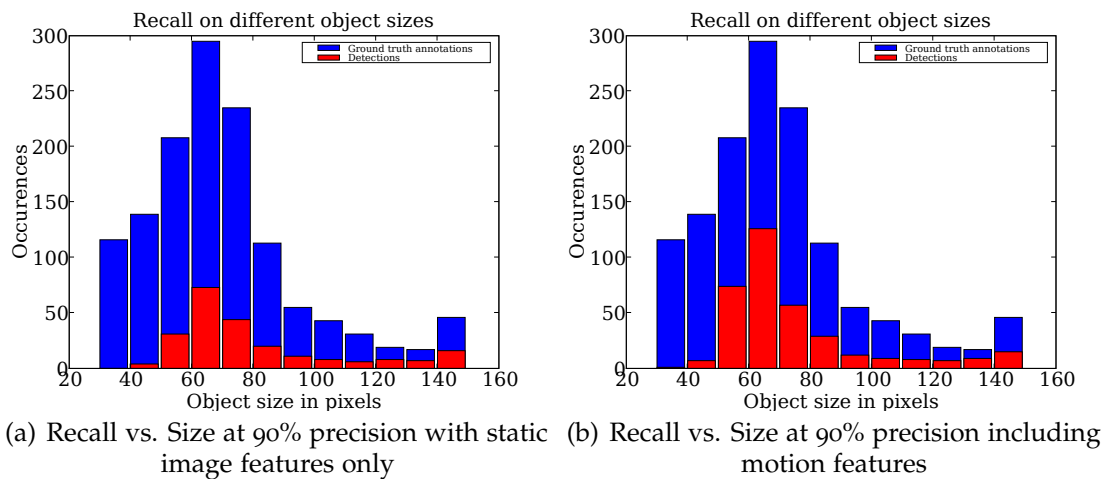 Recall on different object sizes
Ground truth annotations
Detections
300
250
200
150
100
50
0
Occurences
20 40 60 80 100 120 140 160
Object size in pixels
(a) Recall vs. Size at 90% precision with static
image features only
Recall on different object sizes
Ground truth annotations
Detections
300
250
200
150
100
50
0
Occurences
20 40 60 80 100 120 140 160
Object size in pixels
(b) Recall vs. Size at 90% precision including
motion features